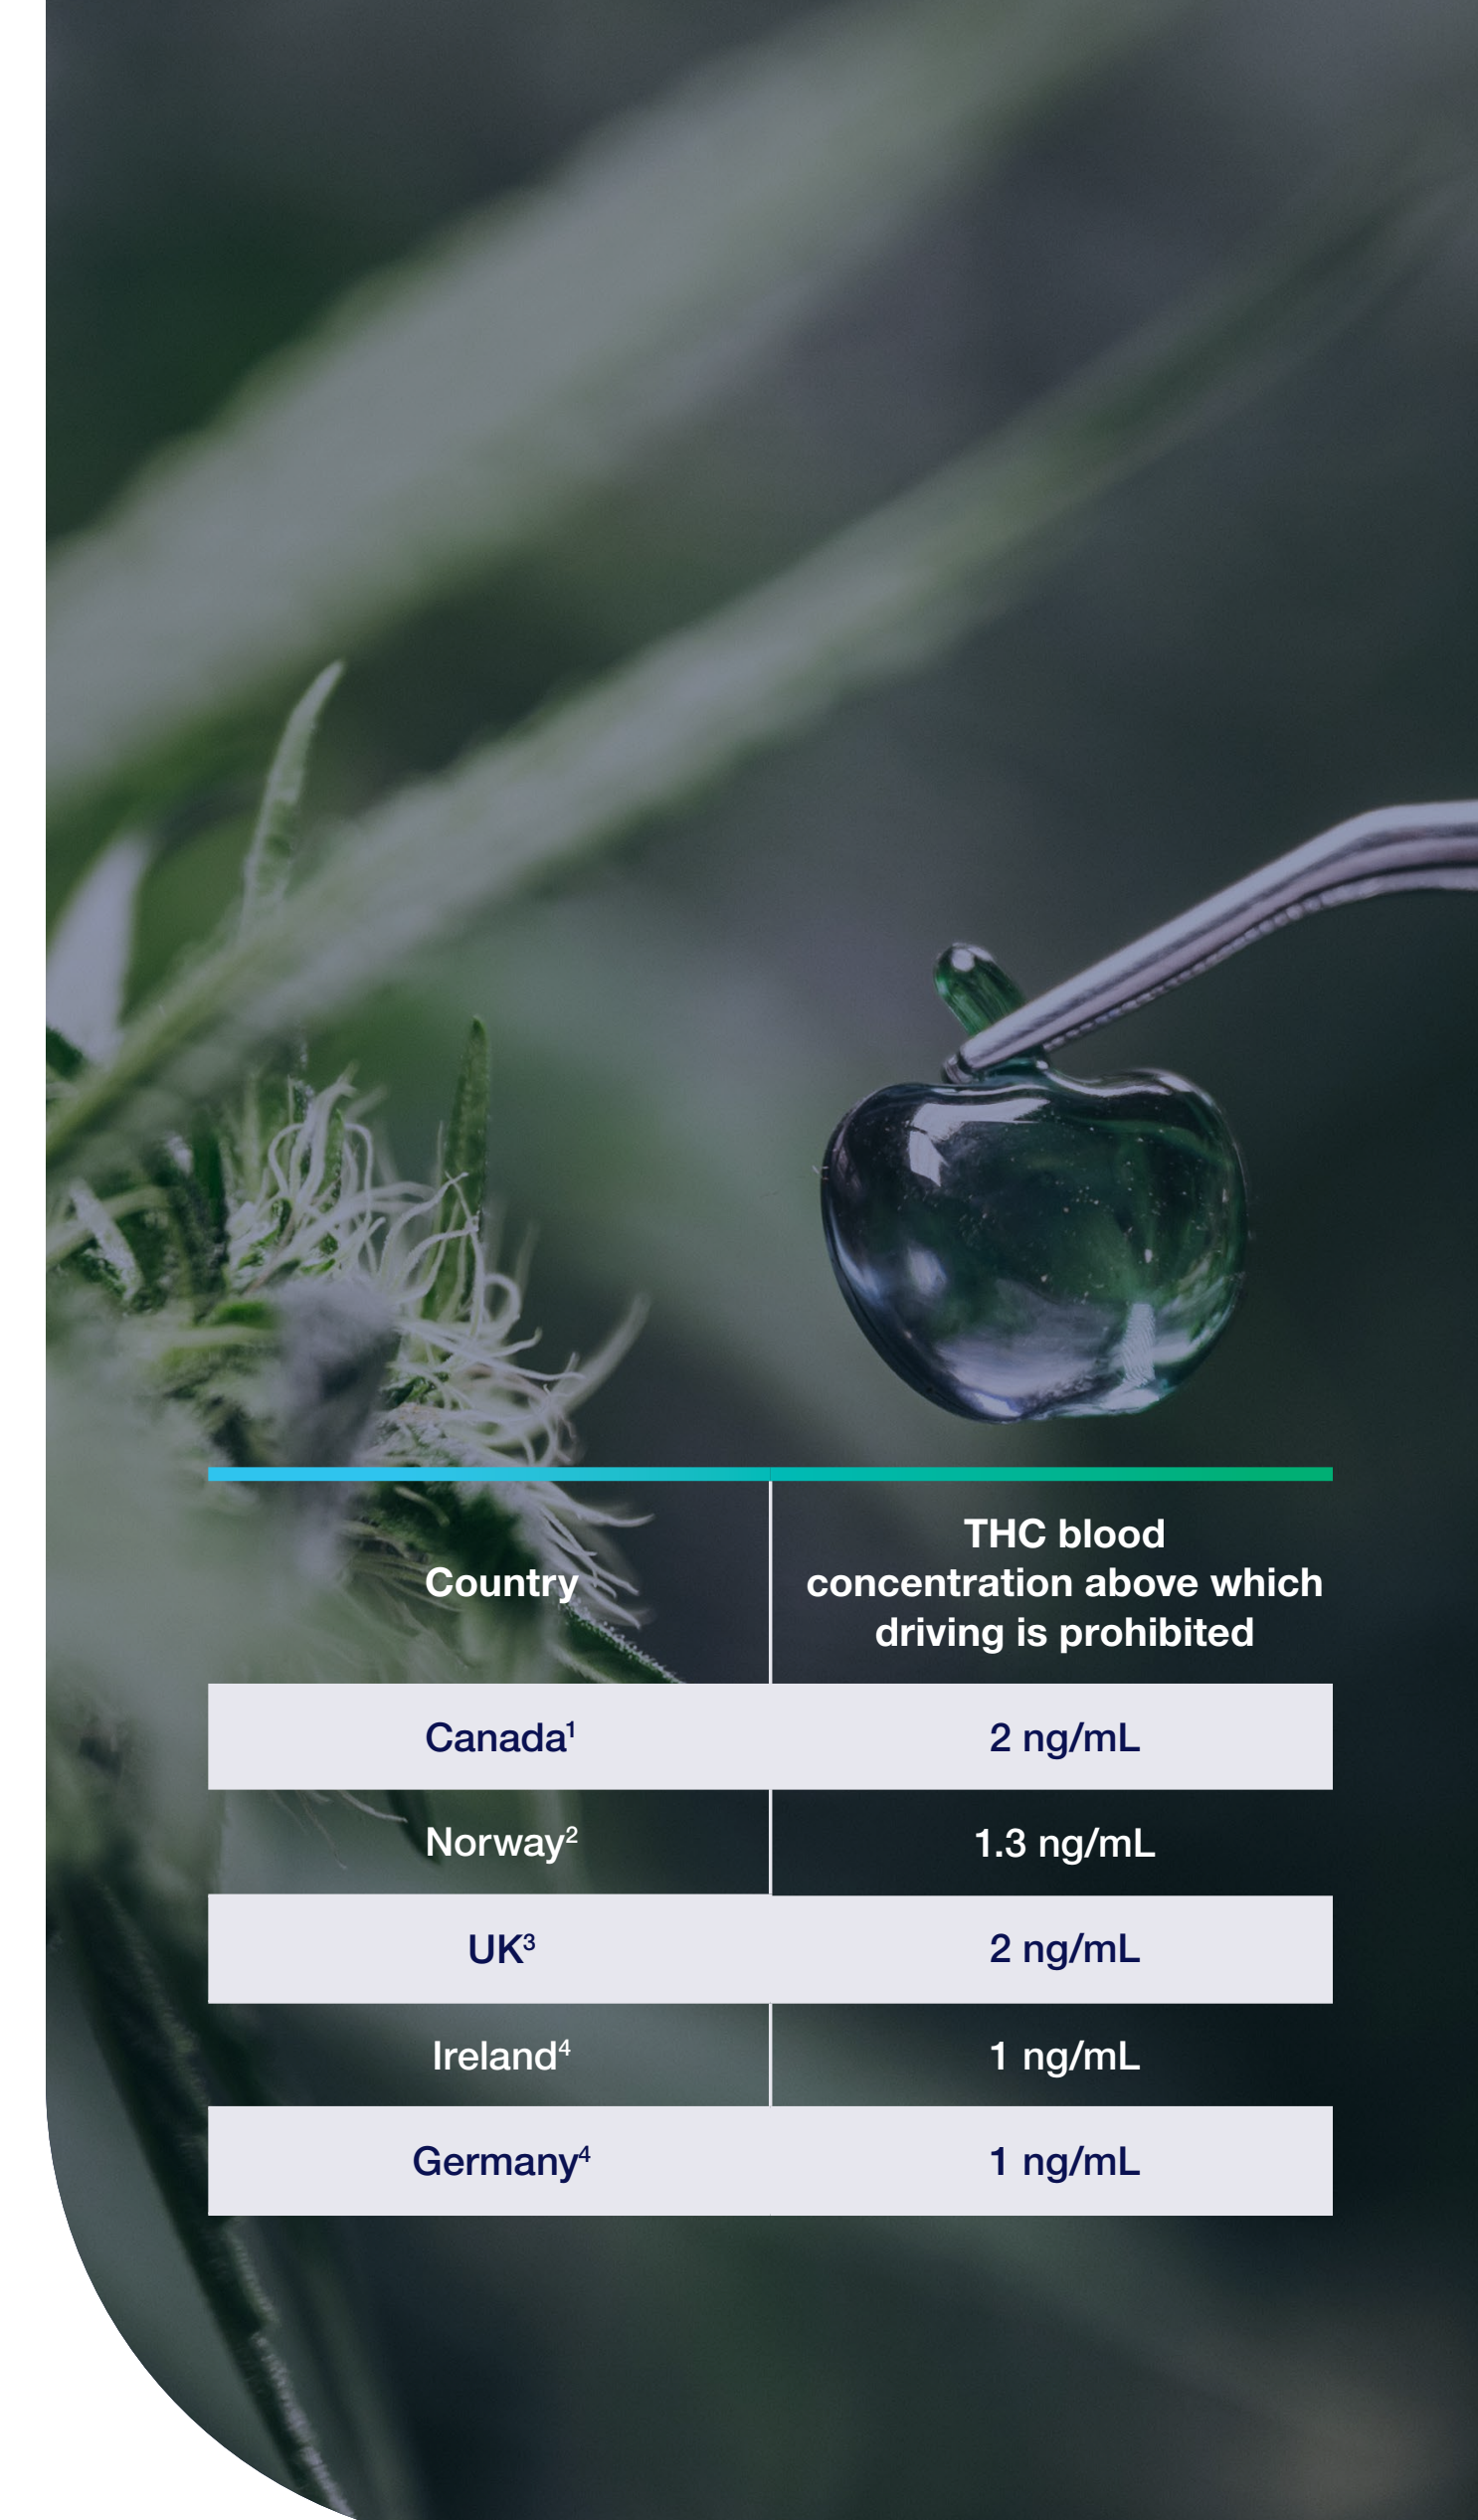 Country
THC blood
concentration above which
driving is prohibited
Canada¹ 2 ng/mL
Norway² 1.3 ng/mL
UK³ 2 ng/mL
Ireland⁴ 1 ng/mL
Germany⁴ 1 ng/mL